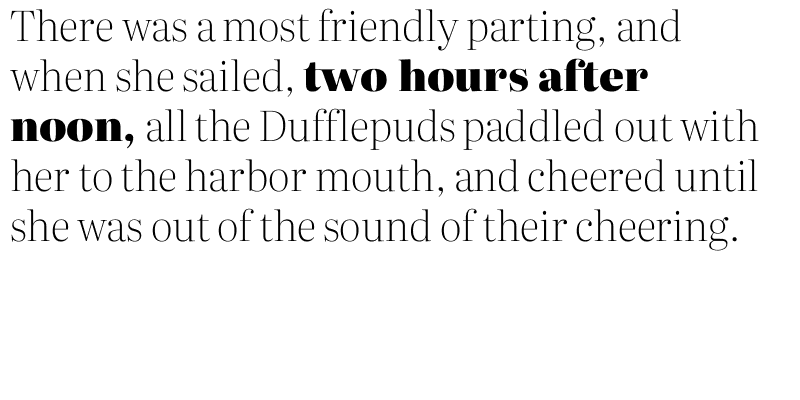 There was a most friendly parting, and
when she sailed, two hours after
noon, all the Dufflepuds paddled out with
her to the harbor mouth, and cheered until
she was out of the sound of their cheering.